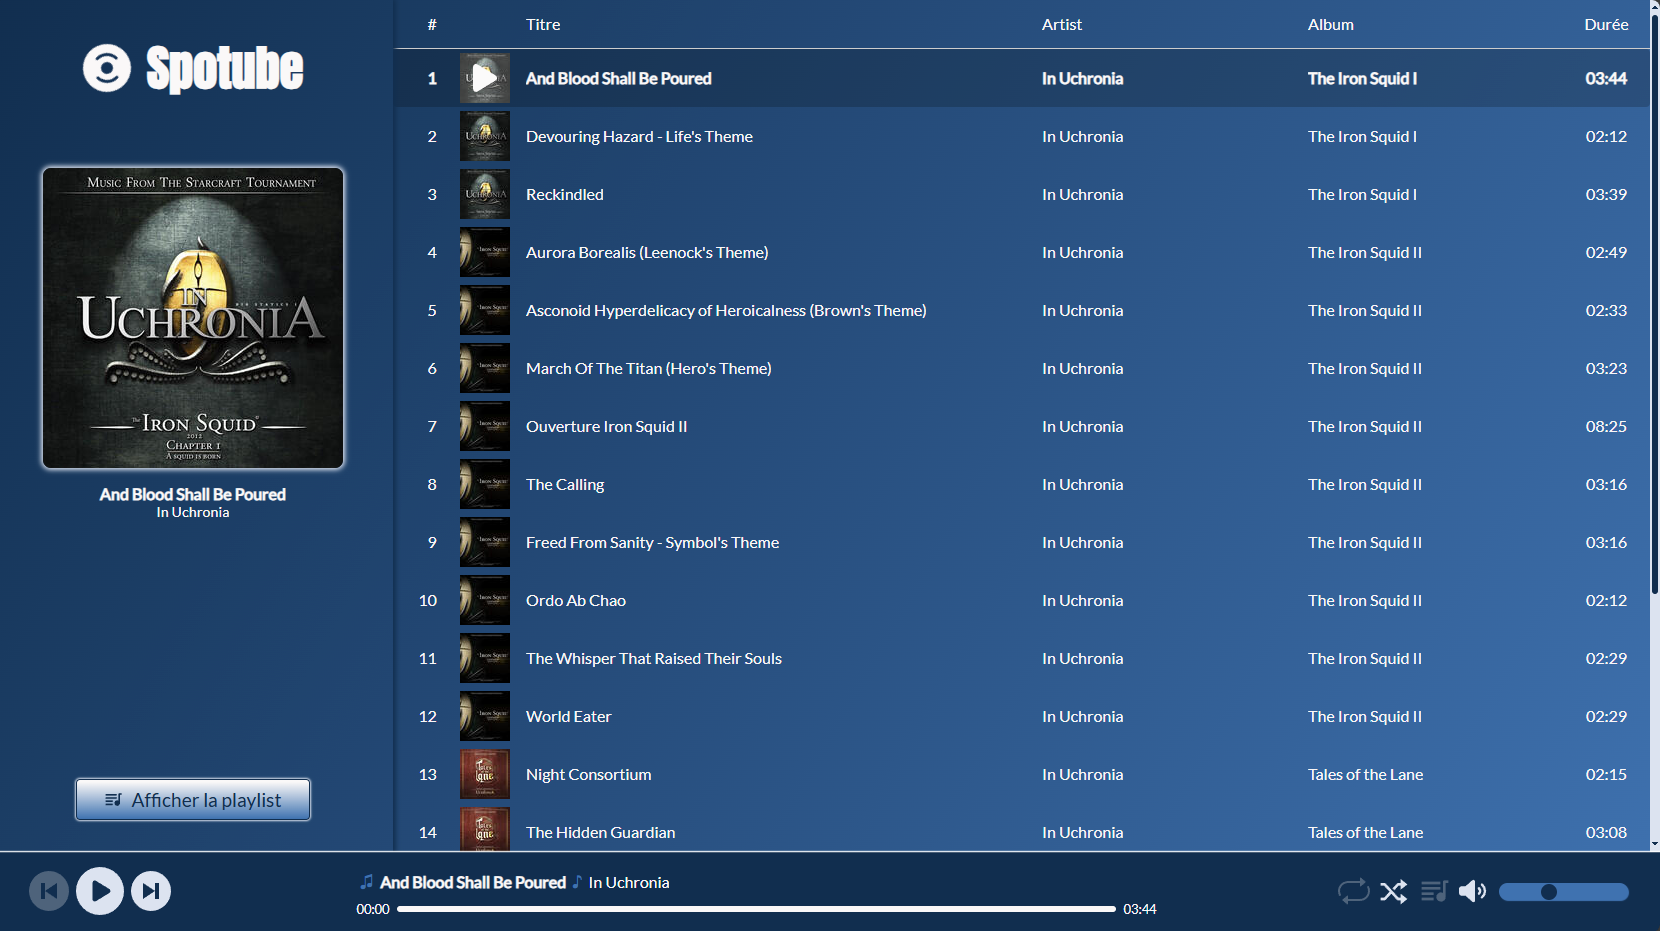 Spotube
MUSIC FROM THE STARCRAFT TOURNAMENT
IN
UCHRONIA
THE IRON SQUID
2012
CHAPTER 1
A SQUID IS BORN
And Blood Shall Be Poured
In Uchronia
Afficher la playlist
# Titre Artist Album Durée
1 And Blood Shall Be Poured In Uchronia The Iron Squid I 03:44
2 Devouring Hazard - Life's Theme In Uchronia The Iron Squid I 02:12
3 Reckindled In Uchronia The Iron Squid I 03:39
4 Aurora Borealis (Leenock's Theme) In Uchronia The Iron Squid II 02:49
5 Asconoid Hyperdelicacy of Heroicalness (Brown's Theme) In Uchronia The Iron Squid II 02:33
6 March Of The Titan (Hero's Theme) In Uchronia The Iron Squid II 03:23
7 Ouverture Iron Squid II In Uchronia The Iron Squid II 08:25
8 The Calling In Uchronia The Iron Squid II 03:16
9 Freed From Sanity - Symbol's Theme In Uchronia The Iron Squid II 03:16
10 Ordo Ab Chao In Uchronia The Iron Squid II 02:12
11 The Whisper That Raised Their Souls In Uchronia The Iron Squid II 02:29
12 World Eater In Uchronia The Iron Squid II 02:29
13 Night Consortium In Uchronia Tales of the Lane 02:15
14 The Hidden Guardian In Uchronia Tales of the Lane 03:08
And Blood Shall Be Poured In Uchronia
00:00 03:44